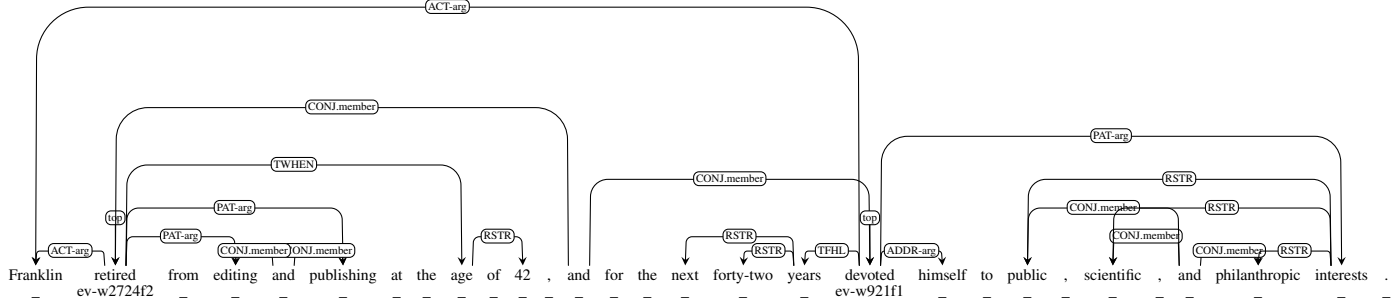 ACT-arg
CONJ.member
PAT-arg
TWHEN
CONJ.member RSTR
PAT-arg CONJ.member RSTR
top top
PAT-arg RSTR CONJ.member
ACT-arg CONJ.member ONJ.member RSTR TFHL ADDR-arg CONJ.member RSTR
RSTR
Franklin retired from editing and publishing at the age of 42 , and for the next forty-two years devoted himself to public , scientific , and philanthropic interests .
_ ev-w2724f2 _ _ _ _ _ _ _ _ _ _ _ _ _ _ _ _ ev-w921f1 _ _ _ _ _ _ _ _ _ _